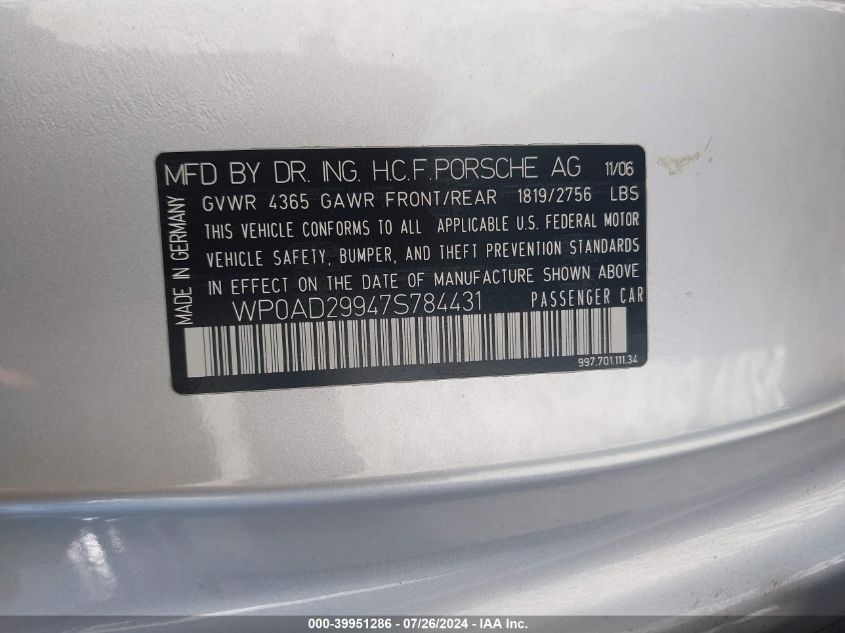 MFD BY DR. ING. H.C.F. PORSCHE AG 11/06
GVWR 4365 GAWR FRONT/REAR 1819/2756 LBS
THIS VEHICLE CONFORMS TO ALL APPLICABLE U.S. FEDERAL MOTOR
VEHICLE SAFETY, BUMPER, AND THEFT PREVENTION STANDARDS
IN EFFECT ON THE DATE OF MANUFACTURE SHOWN ABOVE
WP0AD29947S784431 PASSENGER CAR
MADE IN GERMANY
997.701.111.34
000-39951286 - 07/26/2024 - IAA Inc.